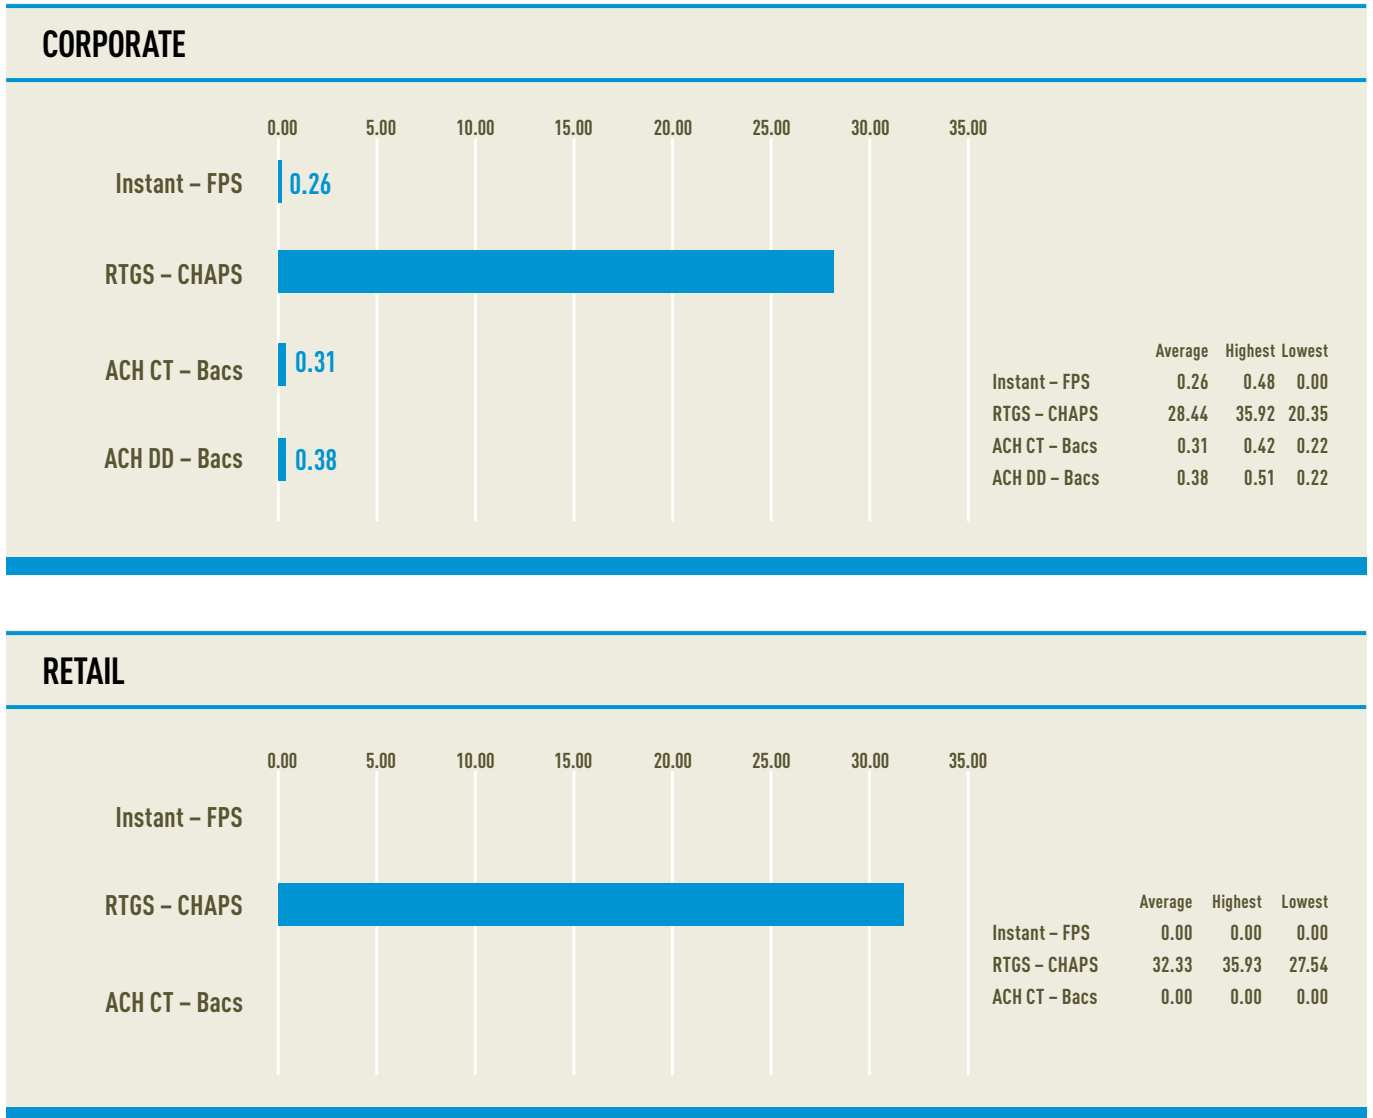 CORPORATE
0.00 5.00 10.00 15.00 20.00 25.00 30.00 35.00
Instant – FPS 0.26
RTGS – CHAPS
ACH CT – Bacs 0.31
ACH DD – Bacs 0.38
Average Highest Lowest
Instant – FPS 0.26 0.48 0.00
RTGS – CHAPS 28.44 35.92 20.35
ACH CT – Bacs 0.31 0.42 0.22
ACH DD – Bacs 0.38 0.51 0.22
RETAIL
0.00 5.00 10.00 15.00 20.00 25.00 30.00 35.00
Instant – FPS
RTGS – CHAPS
ACH CT – Bacs
Average Highest Lowest
Instant – FPS 0.00 0.00 0.00
RTGS – CHAPS 32.33 35.93 27.54
ACH CT – Bacs 0.00 0.00 0.00